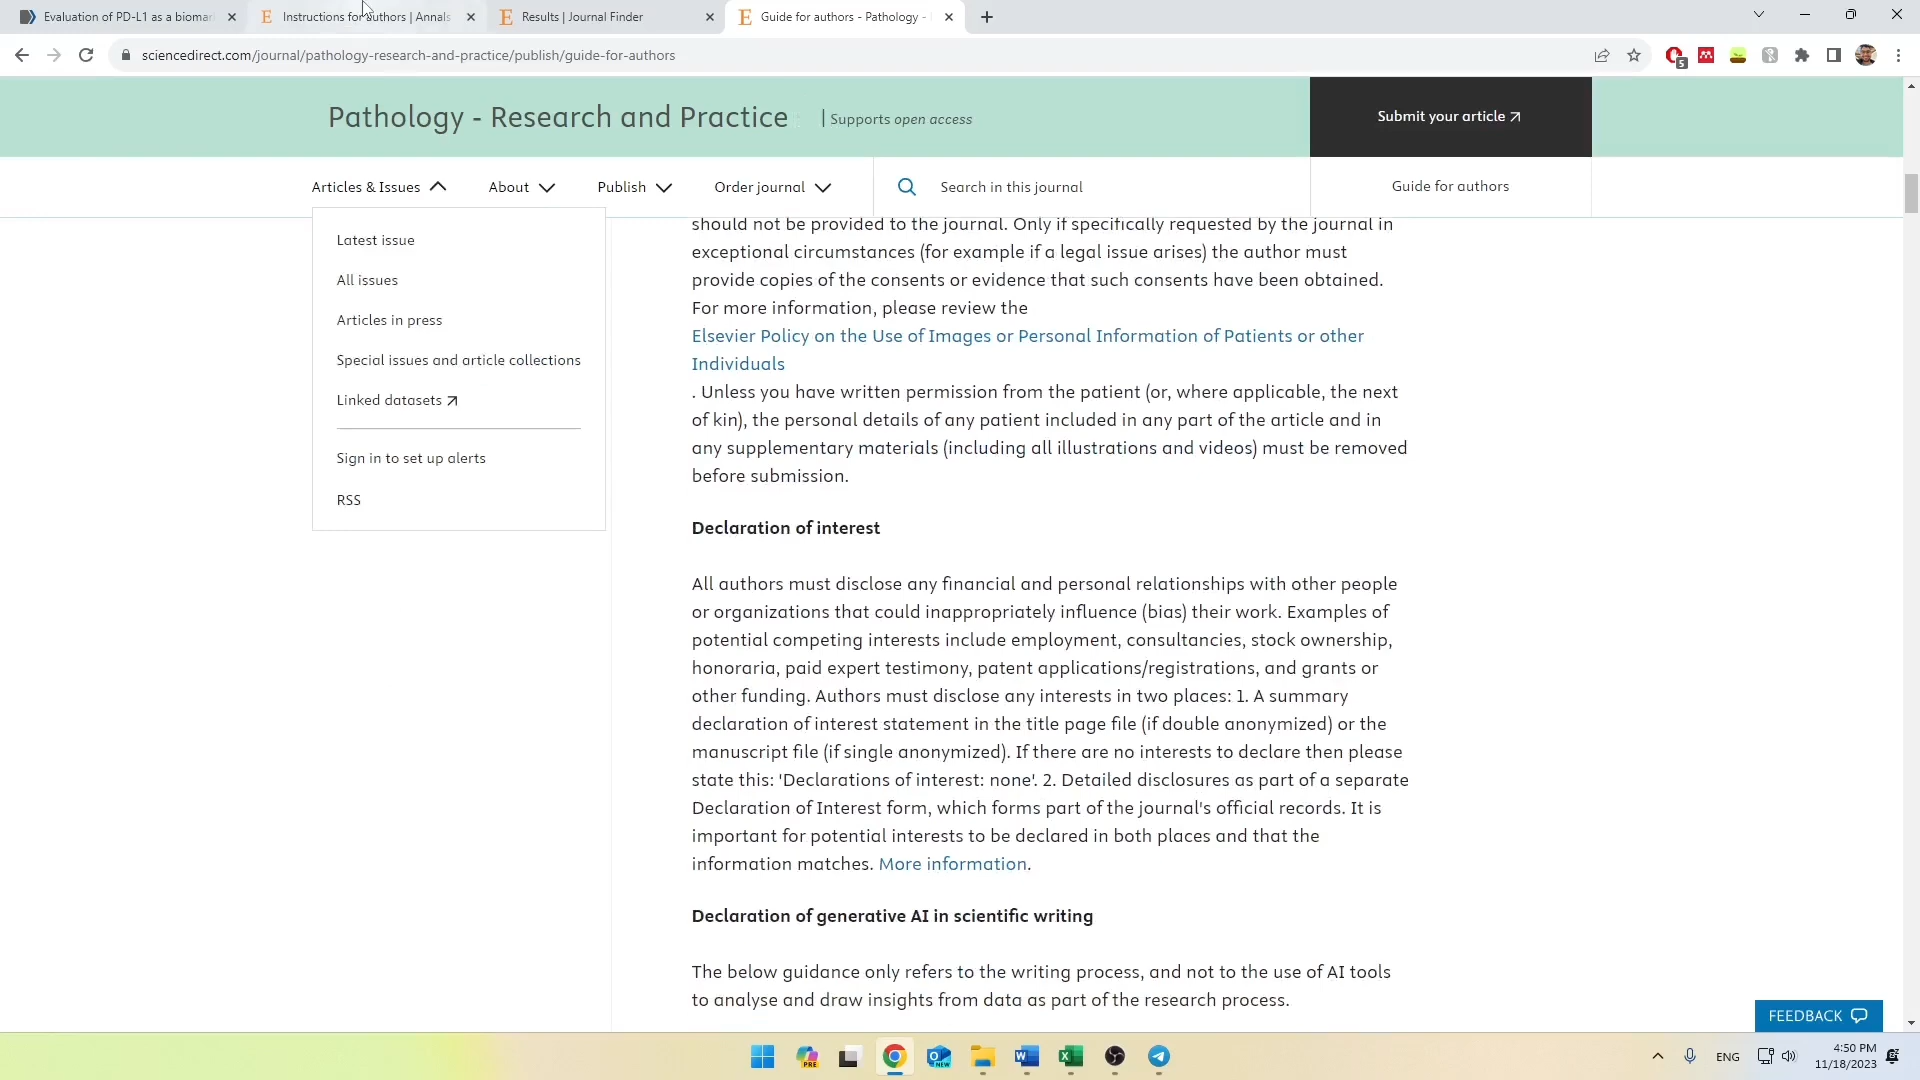 Evaluation of PD-L1 as a biomar
Instructions for authors | Annals
Results | Journal Finder
Guide for authors - Pathology -
sciencedirect.com/journal/pathology-research-and-practice/publish/guide-for-authors
5
Pathology - Research and Practice
Supports open access
Submit your article
Articles & Issues
About
Publish
Order journal
Search in this journal
Guide for authors
Latest issue
All issues
Articles in press
Special issues and article collections
Linked datasets
Sign in to set up alerts
RSS
should not be provided to the journal. Only if specifically requested by the journal in
exceptional circumstances (for example if a legal issue arises) the author must
provide copies of the consents or evidence that such consents have been obtained.
For more information, please review the
Elsevier Policy on the Use of Images or Personal Information of Patients or other
Individuals
. Unless you have written permission from the patient (or, where applicable, the next
of kin), the personal details of any patient included in any part of the article and in
any supplementary materials (including all illustrations and videos) must be removed
before submission.
Declaration of interest
All authors must disclose any financial and personal relationships with other people
or organizations that could inappropriately influence (bias) their work. Examples of
potential competing interests include employment, consultancies, stock ownership,
honoraria, paid expert testimony, patent applications/registrations, and grants or
other funding. Authors must disclose any interests in two places: 1. A summary
declaration of interest statement in the title page file (if double anonymized) or the
manuscript file (if single anonymized). If there are no interests to declare then please
state this: 'Declarations of interest: none'. 2. Detailed disclosures as part of a separate
Declaration of Interest form, which forms part of the journal's official records. It is
important for potential interests to be declared in both places and that the
information matches. More information.
Declaration of generative AI in scientific writing
The below guidance only refers to the writing process, and not to the use of AI tools
to analyse and draw insights from data as part of the research process.
FEEDBACK
PRE
NEW
ENG
4:50 PM
11/18/2023